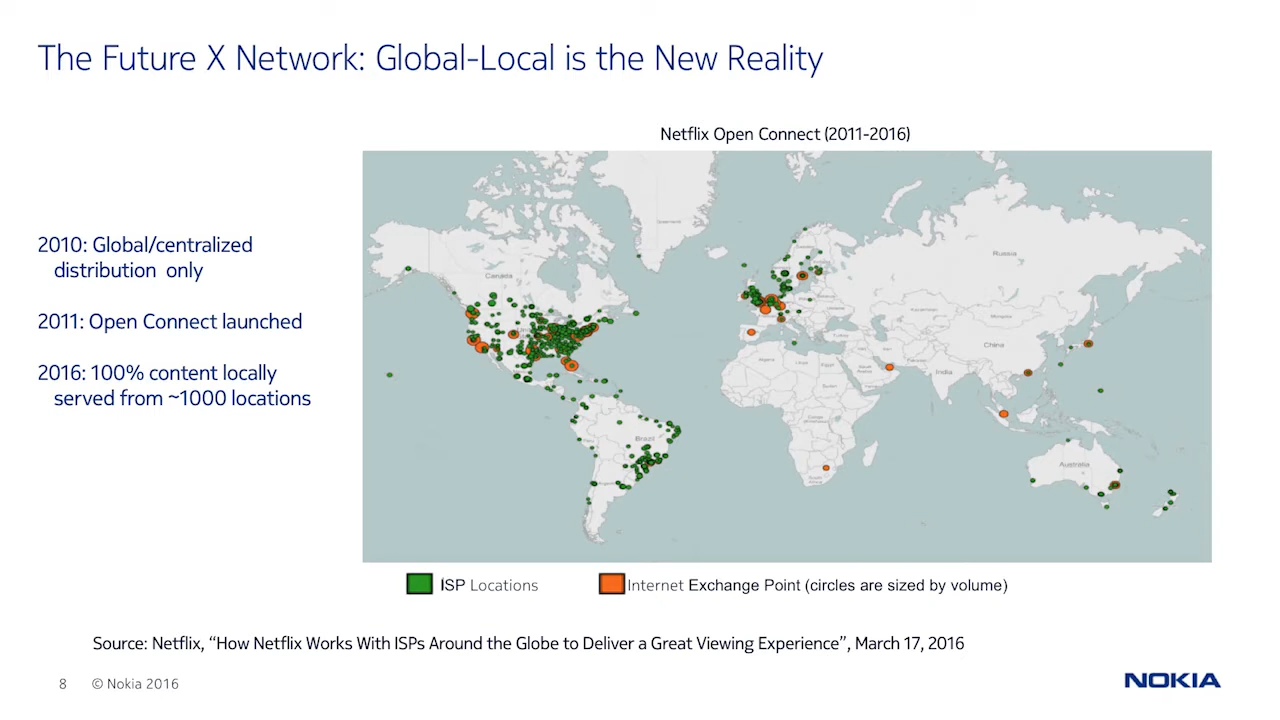 The Future X Network: Global-Local is the New Reality
Netflix Open Connect (2011-2016)
2010: Global/centralized
distribution only
2011: Open Connect launched
2016: 100% content locally
served from ~1000 locations
Greenland
Canada
Russia
China
India
Brazil
Australia
ISP Locations
Internet Exchange Point (circles are sized by volume)
Source: Netflix, “How Netflix Works With ISPs Around the Globe to Deliver a Great Viewing Experience”, March 17, 2016
8 © Nokia 2016
NOKIA